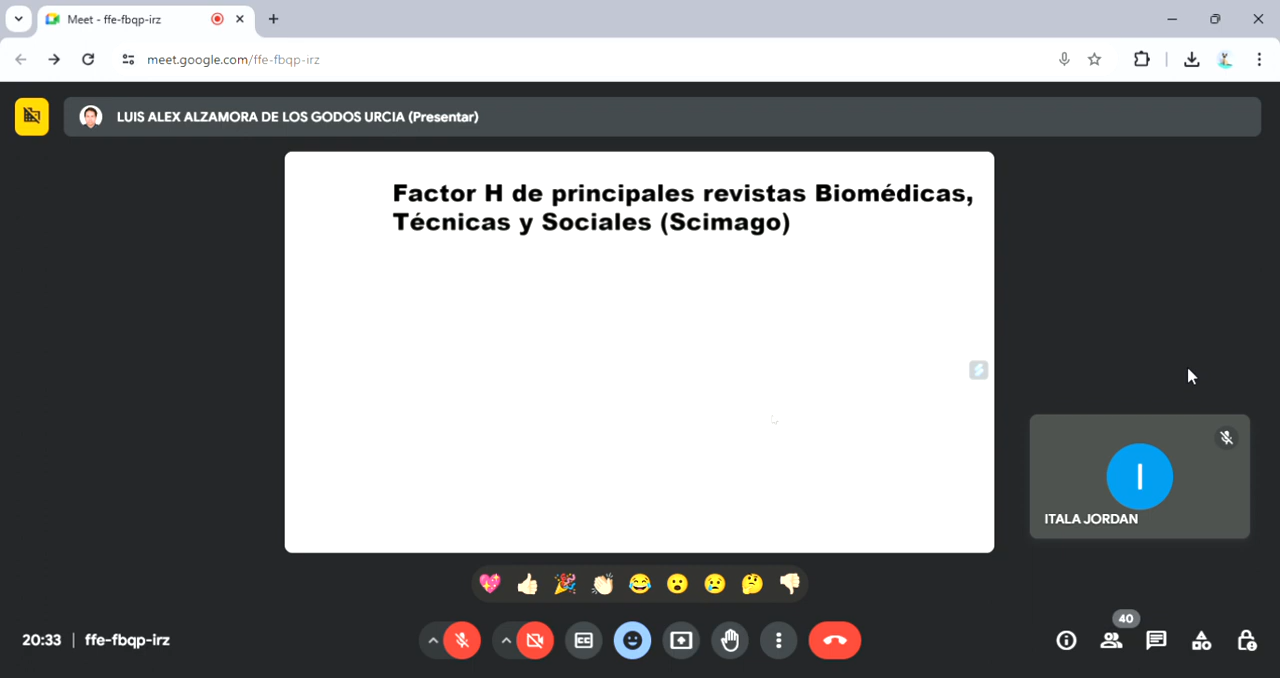 Meet - ffe-fbqp-irz
meet.google.com/ffe-fbqp-irz
LUIS ALEX ALZAMORA DE LOS GODOS URCIA (Presentar)
Factor H de principales revistas Biomédicas,
Técnicas y Sociales (Scimago)
I
ITALA JORDAN
40
20:33 | ffe-fbqp-irz
CC